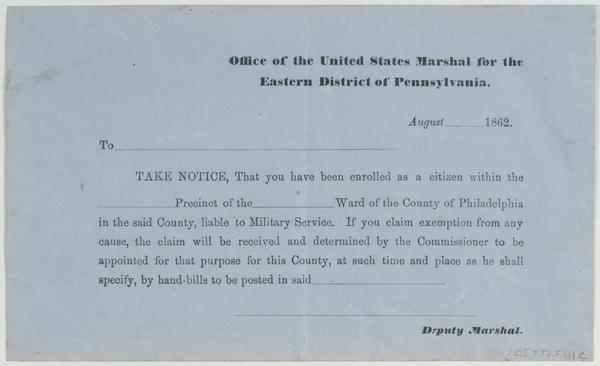 Office of the United States Marshal for the
Eastern District of Pennsylvania.
August 1862.
To
TAKE NOTICE, That you have been enrolled as a citizen within the
Precinct of the Ward of the County of Philadelphia
in the said County, liable to Military Service. If you claim exemption from any
cause, the claim will be received and determined by the Commissioner to be
appointed for that purpose for this County, at such time and place as he shall
specify, by hand-bills to be posted in said
Deputy Marshal.